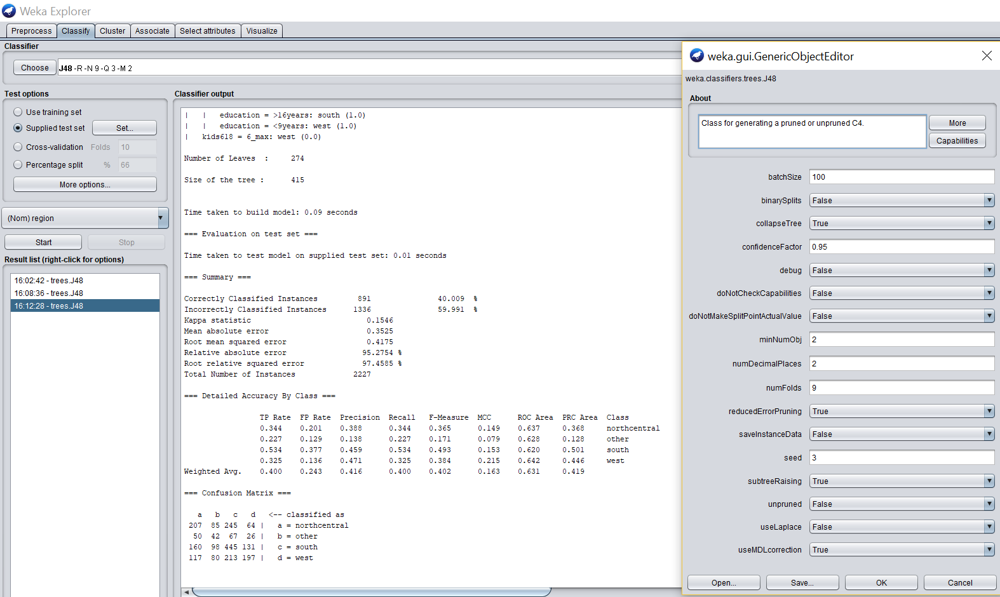 Weka Explorer
Preprocess Classify Cluster Associate Select attributes Visualize
Classifier
Choose J48 -R -N 9 -Q 3 -M 2
Test options
Use training set
Supplied test set Set...
Cross-validation Folds 10
Percentage split % 66
More options...
(Nom) region
Start Stop
Result list (right-click for options)
16:02:42 - trees.J48
16:08:36 - trees.J48
16:12:28 - trees.J48
Classifier output
| | education = >16years: south (1.0)
| | education = <9years: west (1.0)
| kids618 = 6_max: west (0.0)
Number of Leaves : 274
Size of the tree : 415
Time taken to build model: 0.09 seconds
=== Evaluation on test set ===
Time taken to test model on supplied test set: 0.01 seconds
=== Summary ===
Correctly Classified Instances 891 40.009 %
Incorrectly Classified Instances 1336 59.991 %
Kappa statistic 0.1546
Mean absolute error 0.3525
Root mean squared error 0.4175
Relative absolute error 95.2754 %
Root relative squared error 97.4585 %
Total Number of Instances 2227
=== Detailed Accuracy By Class ===
TP Rate FP Rate Precision Recall F-Measure MCC ROC Area PRC Area Class
0.344 0.201 0.388 0.344 0.365 0.149 0.637 0.368 northcentral
0.227 0.129 0.138 0.227 0.171 0.079 0.628 0.128 other
0.534 0.377 0.459 0.534 0.493 0.153 0.620 0.501 south
0.325 0.136 0.471 0.325 0.384 0.215 0.642 0.446 west
Weighted Avg. 0.400 0.243 0.416 0.400 0.402 0.163 0.631 0.419
=== Confusion Matrix ===
a b c d <-- classified as
207 85 245 64 | a = northcentral
50 42 67 26 | b = other
160 98 445 131 | c = south
117 80 213 197 | d = west
weka.gui.GenericObjectEditor
weka.classifiers.trees.J48
About
Class for generating a pruned or unpruned C4.
More
Capabilities
batchSize 100
binarySplits False
collapseTree True
confidenceFactor 0.95
debug False
doNotCheckCapabilities False
doNotMakeSplitPointActualValue False
minNumObj 2
numDecimalPlaces 2
numFolds 9
reducedErrorPruning True
saveInstanceData False
seed 3
subtreeRaising True
unpruned False
useLaplace False
useMDLcorrection True
Open... Save... OK Cancel